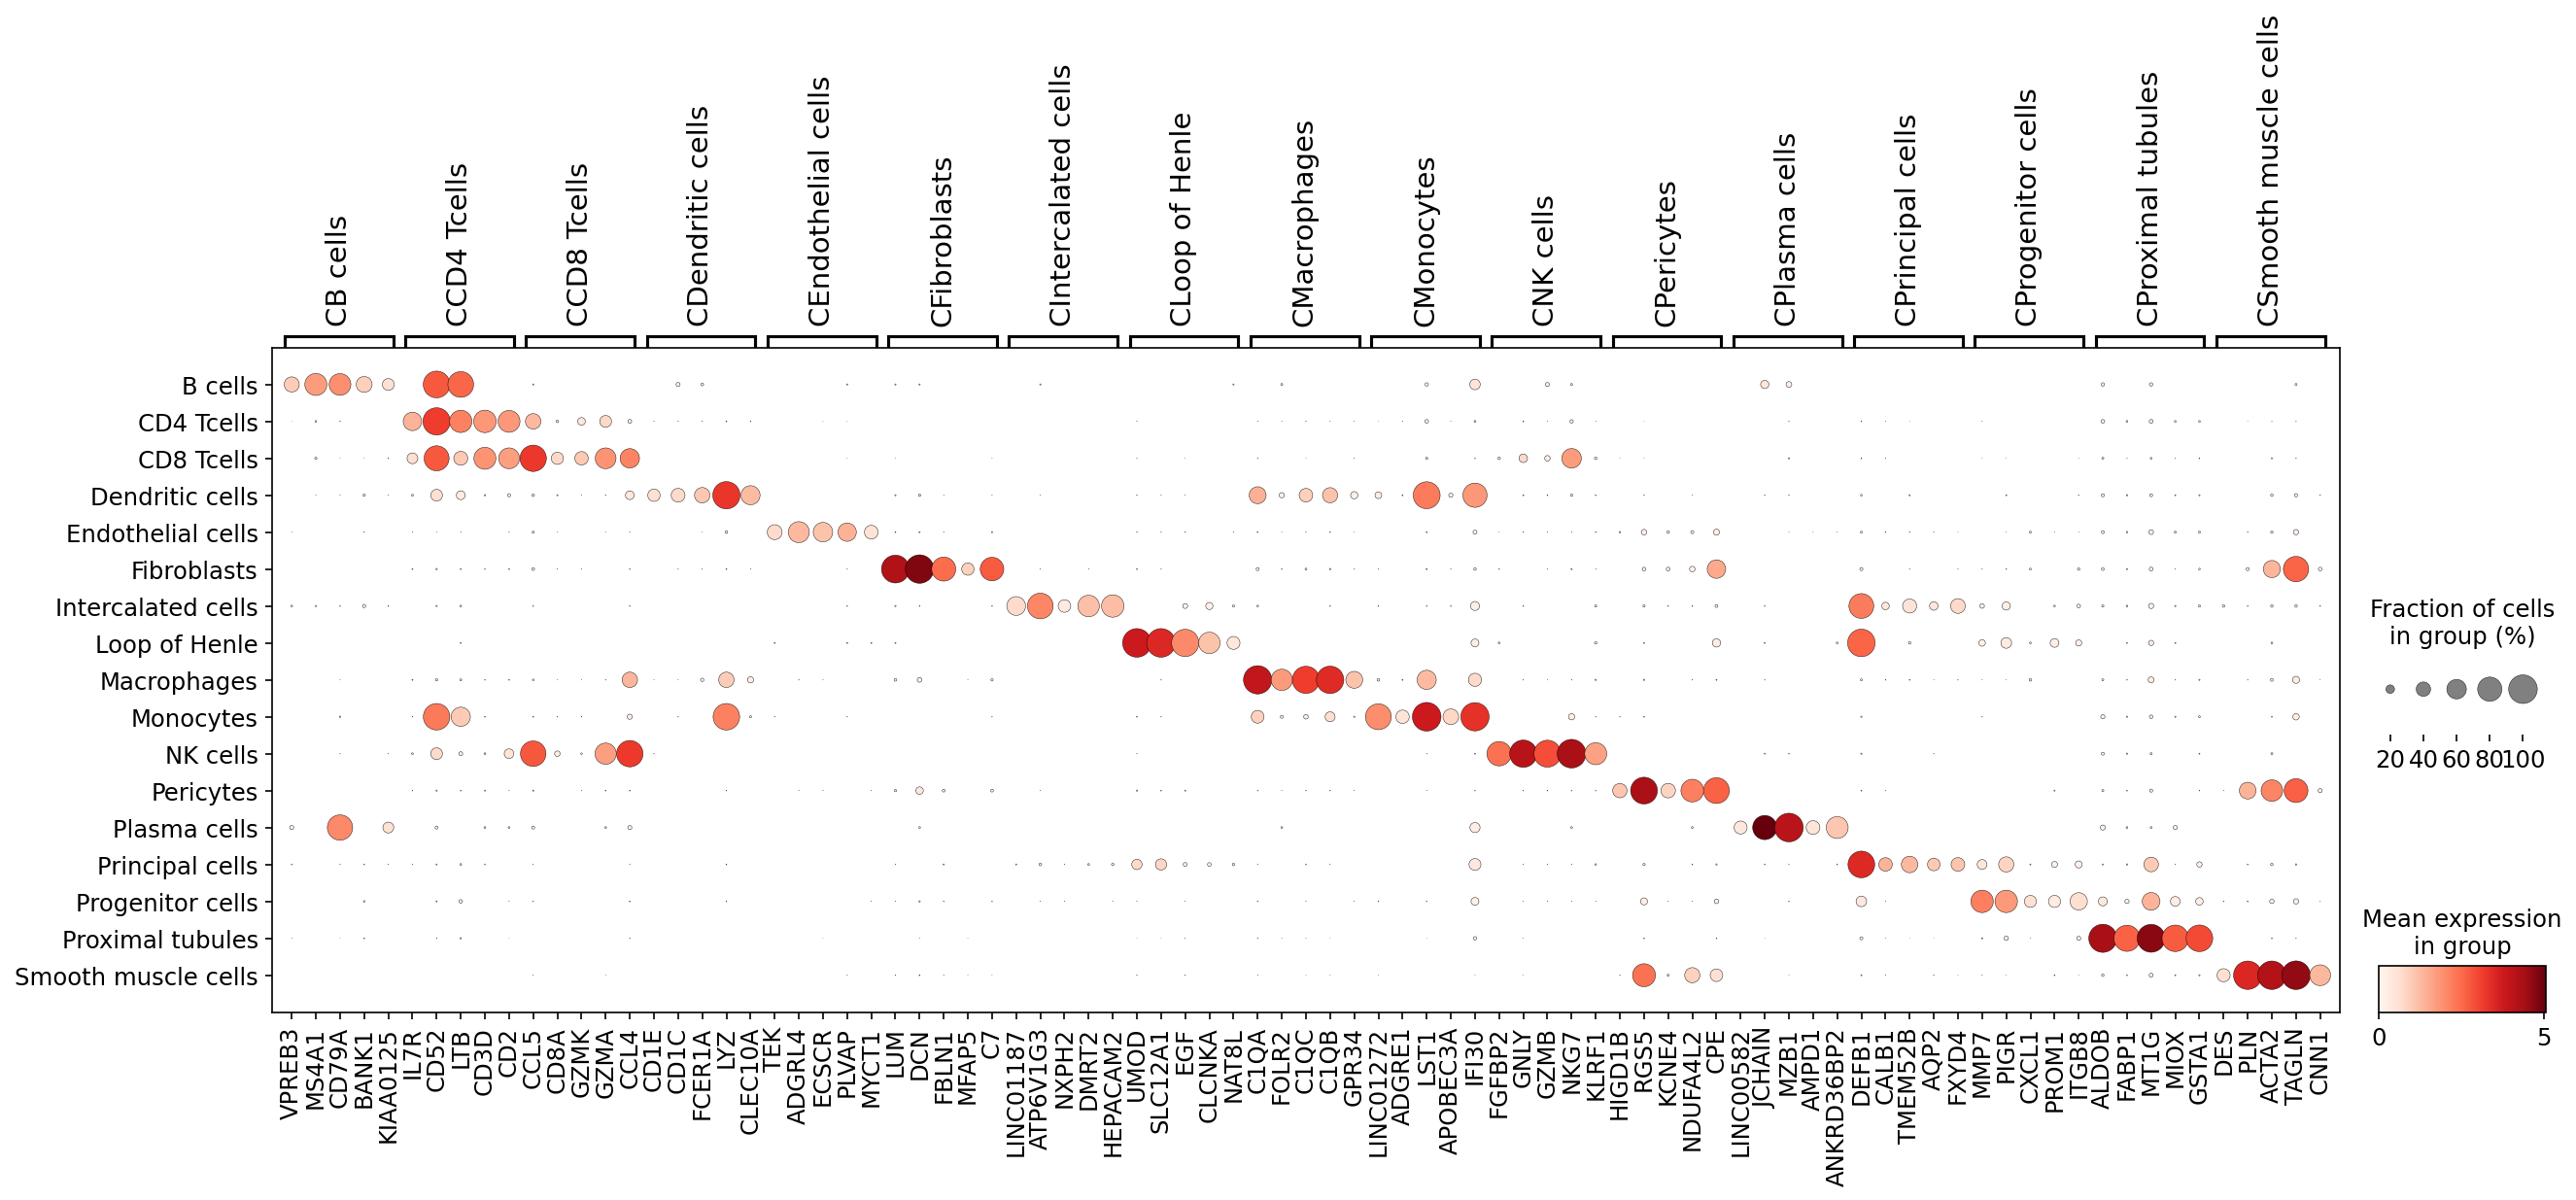 CB cells
CCD4 Tcells
CCD8 Tcells
CDendritic cells
CEndothelial cells
CFibroblasts
CIntercalated cells
CLoop of Henle
CMacrophages
CMonocytes
CNK cells
CPericytes
CPlasma cells
CPrincipal cells
CProgenitor cells
CProximal tubules
CSmooth muscle cells
B cells
CD4 Tcells
CD8 Tcells
Dendritic cells
Endothelial cells
Fibroblasts
Intercalated cells
Loop of Henle
Macrophages
Monocytes
NK cells
Pericytes
Plasma cells
Principal cells
Progenitor cells
Proximal tubules
Smooth muscle cells
VPREB3
MS4A1
CD79A
BANK1
KIAA0125
IL7R
CD52
LTB
CD3D
CD2
CCL5
CD8A
GZMK
GZMA
CCL4
CD1E
CD1C
FCER1A
LYZ
CLEC10A
TEK
ADGRL4
ECSCR
PLVAP
MYCT1
LUM
DCN
FBLN1
MFAP5
C7
LINC01187
ATP6V1G3
NXPH2
DMRT2
HEPACAM2
UMOD
SLC12A1
EGF
CLCNKA
NAT8L
C1QA
FOLR2
C1QC
C1QB
GPR34
LINC01272
ADGRE1
LST1
APOBEC3A
IFI30
FGFBP2
GNLY
GZMB
NKG7
KLRF1
HIGD1B
RGS5
KCNE4
NDUFA4L2
CPE
LINC00582
JCHAIN
MZB1
AMPD1
ANKRD36BP2
DEFB1
CALB1
TMEM52B
AQP2
FXYD4
MMP7
PIGR
CXCL1
PROM1
ITGB8
ALDOB
FABP1
MT1G
MIOX
GSTA1
DES
PLN
ACTA2
TAGLN
CNN1
Fraction of cells
in group (%)
20 40 60 80 100
Mean expression
in group
0 5